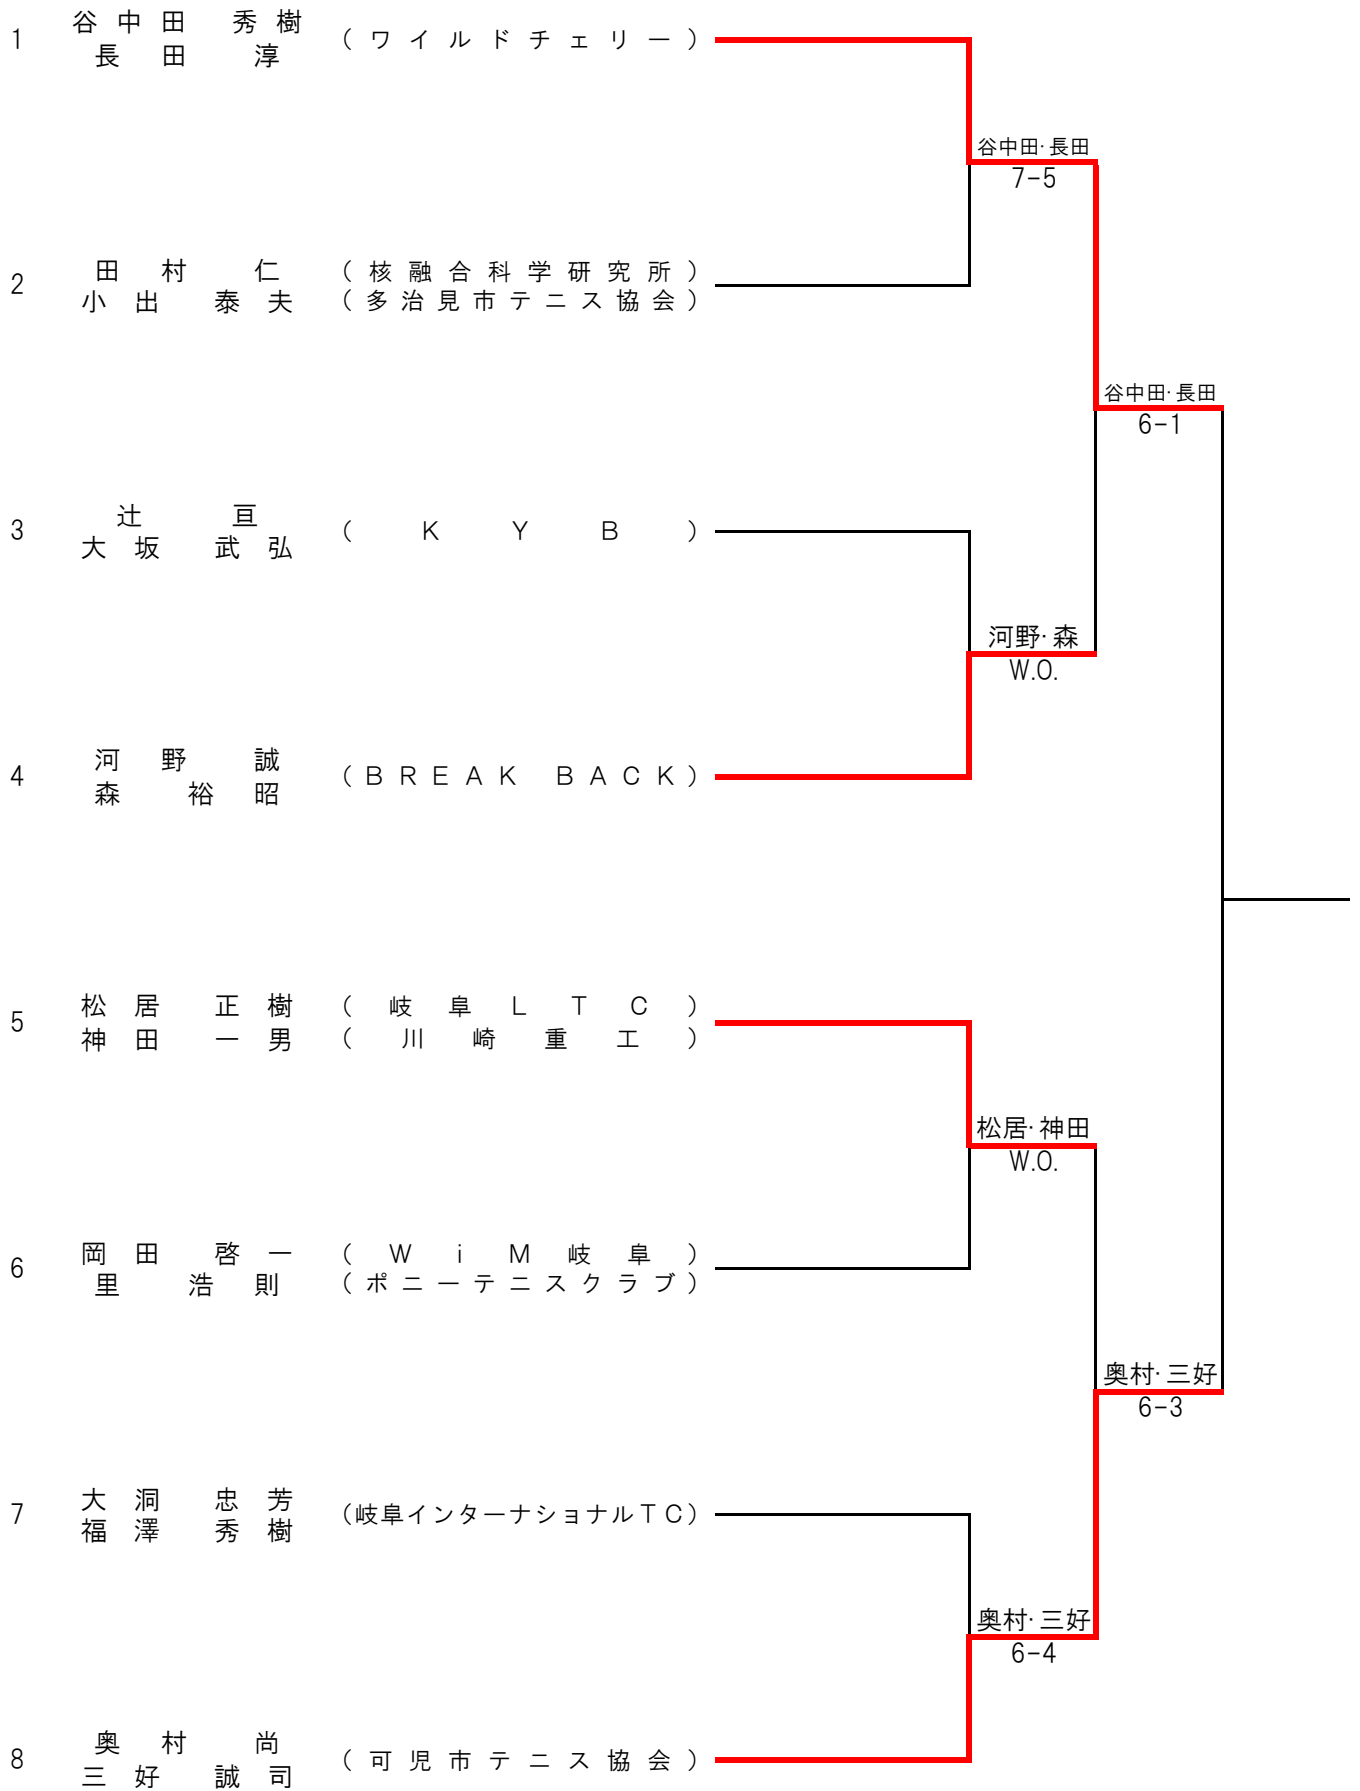 谷中田 秀樹
1 (ワイルドチェリー)
長田 淳
谷中田・長田
7-5
田村 仁 (核融合科学研究所)
2
小出 泰夫 (多治見市テニス協会)
谷中田・長田
6-1
辻 亘
3 (KYB)
大坂 武弘
河野・森
W.O.
河野 誠
4 (BREAK BACK)
森 裕昭
松居 正樹 (岐阜LTC)
5
神田 一男 (川崎重工)
松居・神田
W.O.
岡田 啓一 (WiM岐阜)
6
里 浩則 (ポニーテニスクラブ)
奥村・三好
6-3
大洞 忠芳
7 (岐阜インターナショナルTC)
福澤 秀樹
奥村・三好
6-4
奥村 尚
8 (可児市テニス協会)
三好 誠司